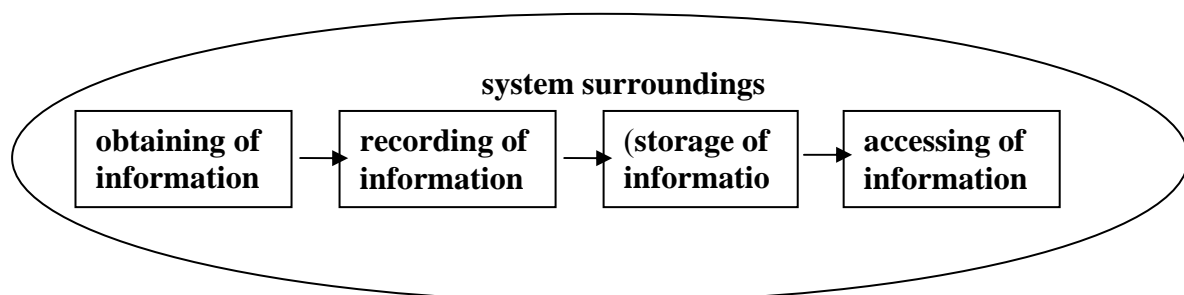 system surroundings
obtaining of
information
recording of
information
(storage of
informatio
accessing of
information